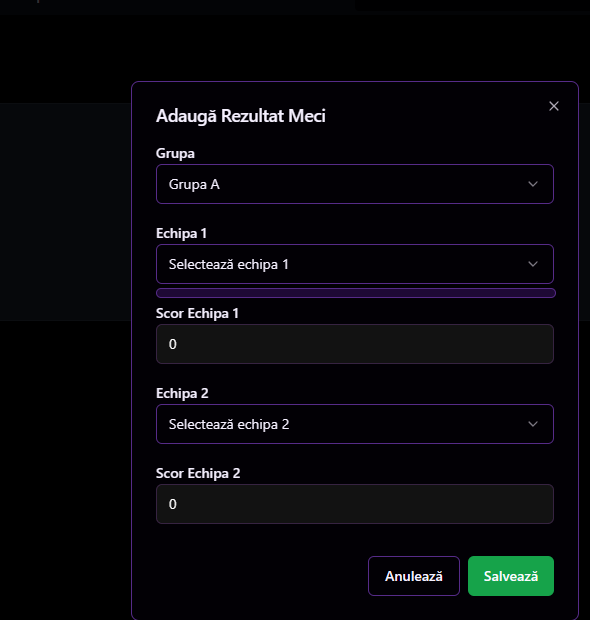 Adaugă Rezultat Meci
Grupa
Grupa A
Echipa 1
Selectează echipa 1
Scor Echipa 1
0
Echipa 2
Selectează echipa 2
Scor Echipa 2
0
Anulează Salvează